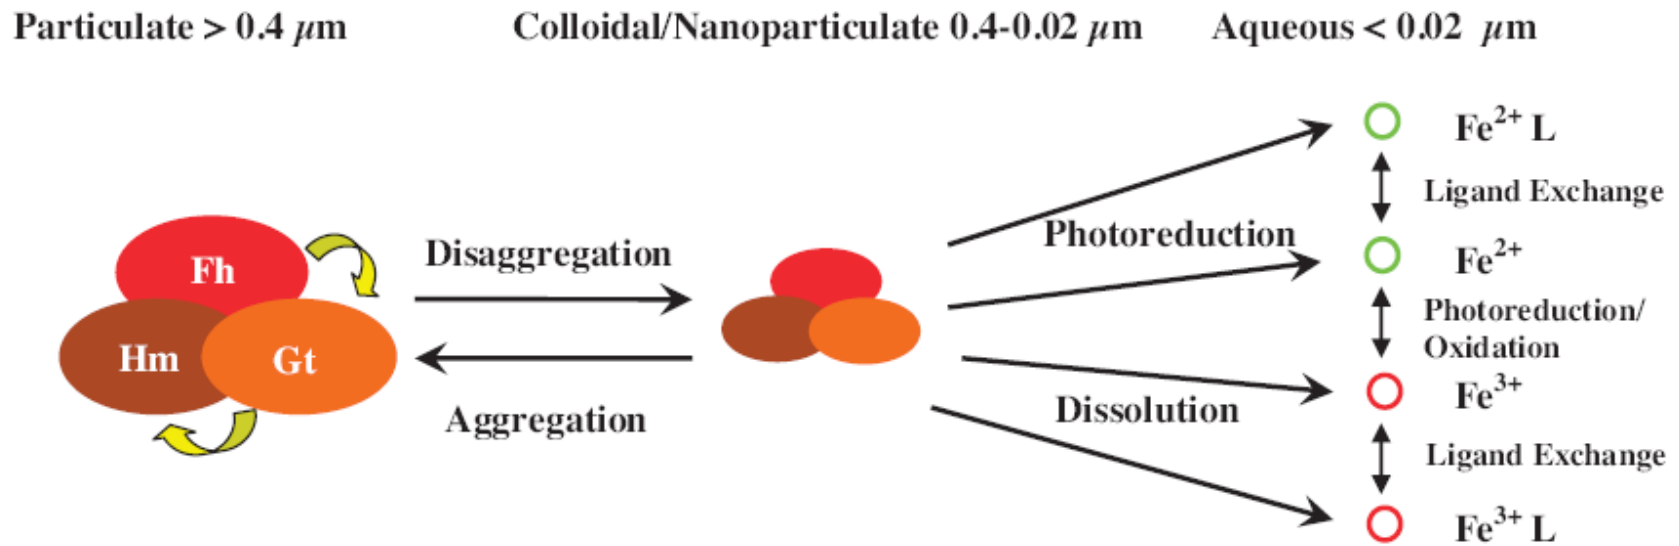 Particulate > 0.4 µm
Colloidal/Nanoparticulate 0.4-0.02 µm
Aqueous < 0.02 µm
Fh
Hm
Gt
Disaggregation
Aggregation
Photoreduction
Dissolution
Fe²⁺ L
Ligand Exchange
Fe²⁺
Photoreduction/
Oxidation
Fe³⁺
Ligand Exchange
Fe³⁺ L